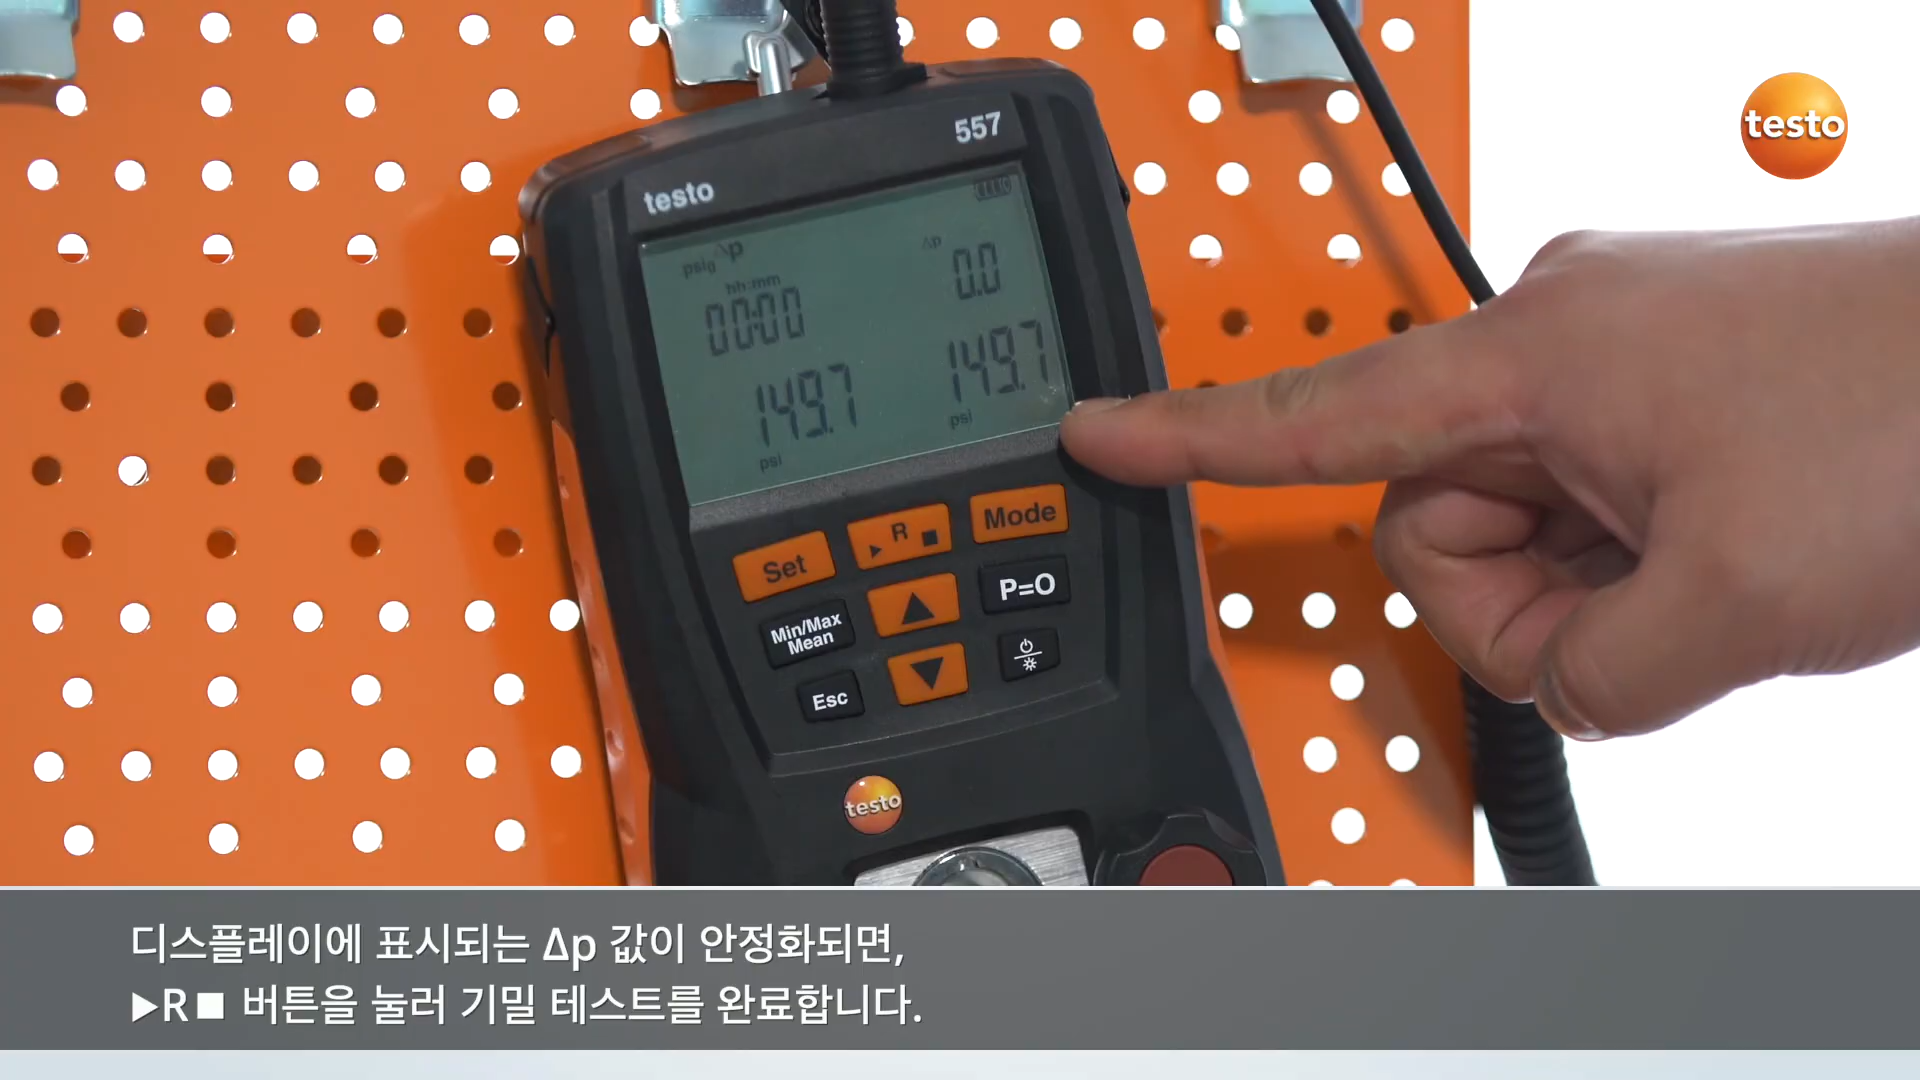 testo
557
testo
psig Δp
Δp
hh:mm
00:00
0.0
149.7
149.7
psi
psi
Set
▶ R ■
Mode
Min/Max
Mean
▲
P=O
Esc
▼
testo
디스플레이에 표시되는 Δp 값이 안정화되면,
▶R■ 버튼을 눌러 기밀 테스트를 완료합니다.